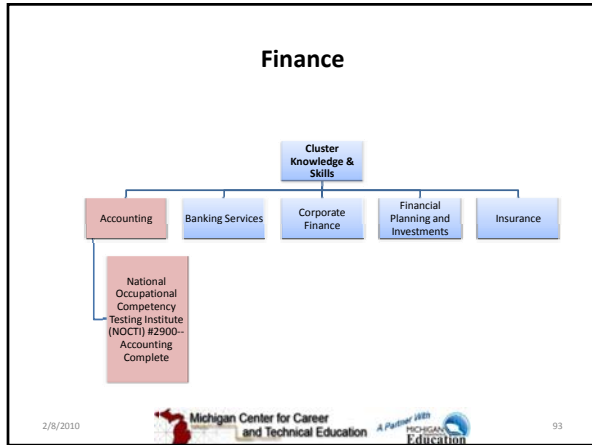 Finance
Cluster
Knowledge &
Skills
Accounting
Banking Services
Corporate
Finance
Financial
Planning and
Investments
Insurance
National
Occupational
Competency
Testing Institute
(NOCTI) #2900--
Accounting
Complete
2/8/2010
Michigan Center for Career
and Technical Education
A Partner With
MICHIGAN
Education
93